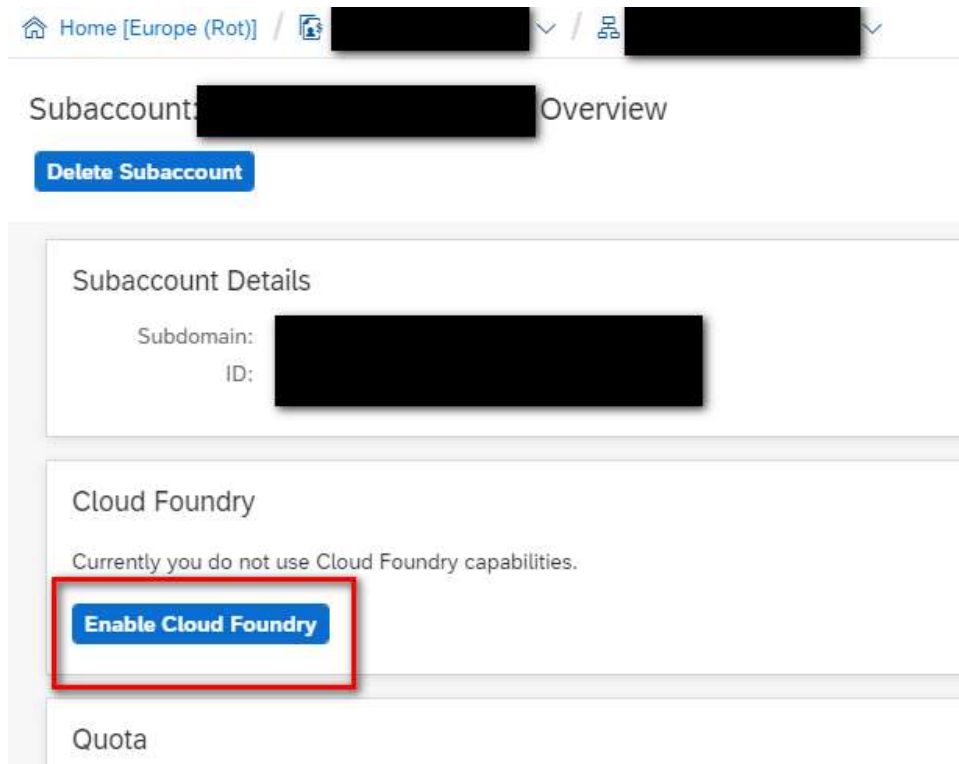 Home [Europe (Rot)] / /
Subaccount: Overview
Delete Subaccount
Subaccount Details
Subdomain:
ID:
Cloud Foundry
Currently you do not use Cloud Foundry capabilities.
Enable Cloud Foundry
Quota